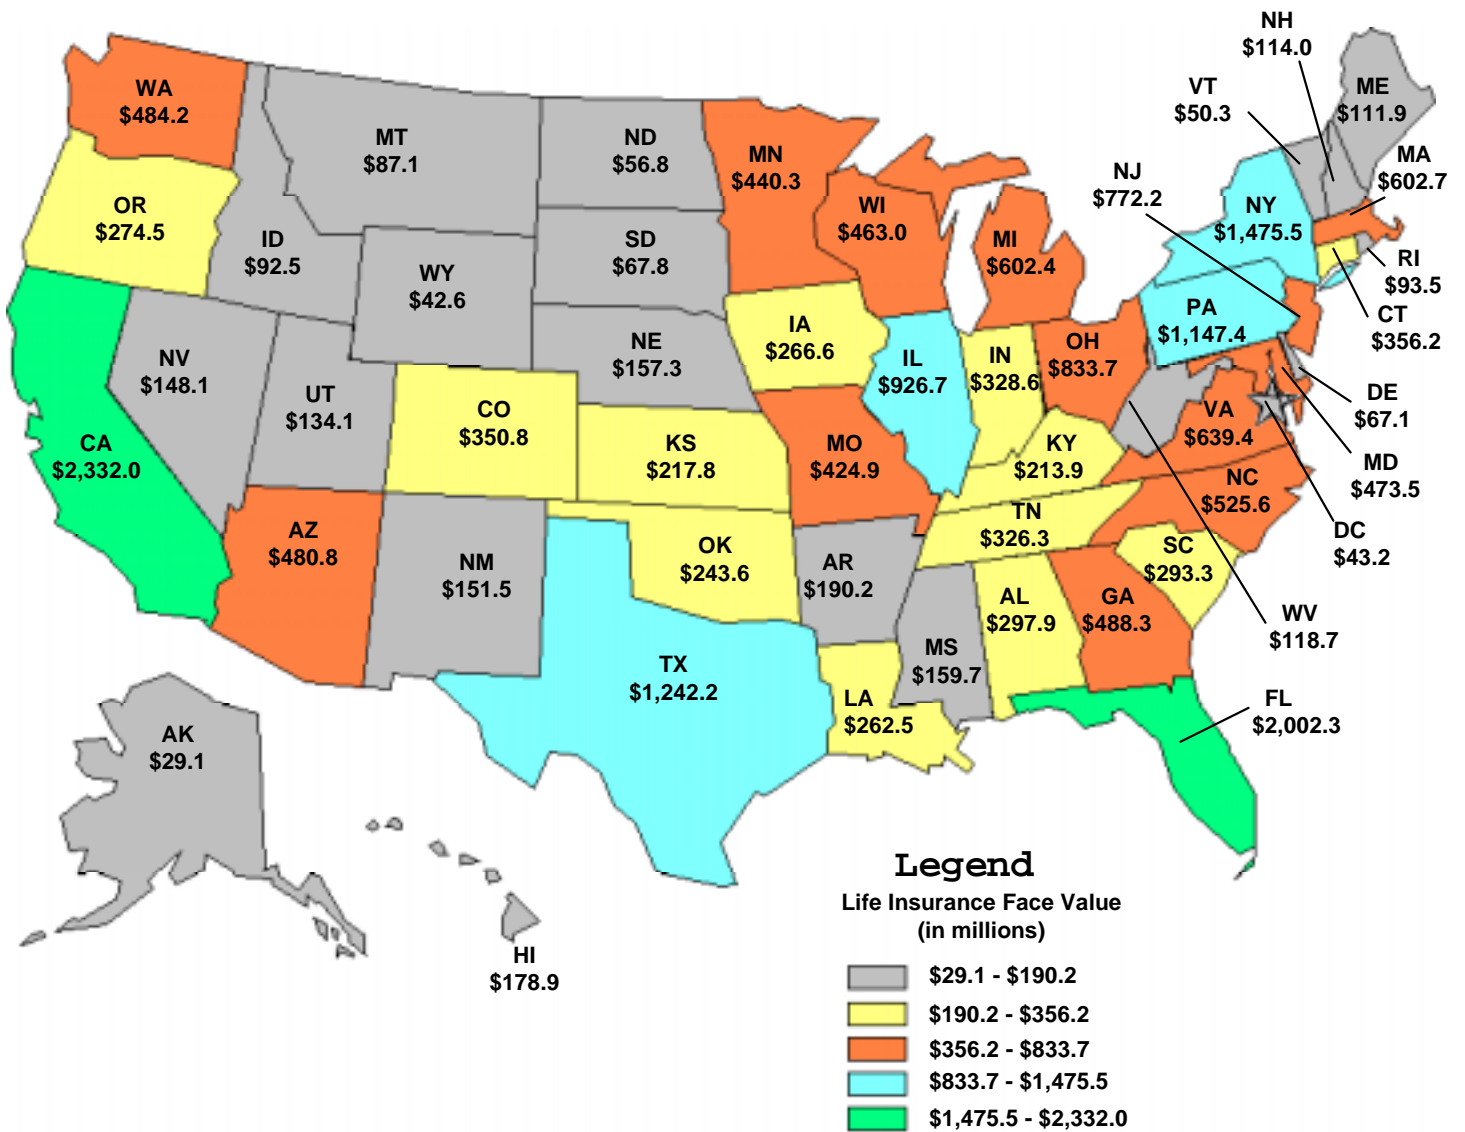 NH
$114.0
VT
$50.3
ME
$111.9
WA
$484.2
MT
$87.1
ND
$56.8
MN
$440.3
NJ
$772.2
MA
$602.7
OR
$274.5
ID
$92.5
WY
$42.6
SD
$67.8
WI
$463.0
MI
$602.4
NY
$1,475.5
RI
$93.5
NV
$148.1
UT
$134.1
NE
$157.3
IA
$266.6
IL
$926.7
IN
$328.6
OH
$833.7
PA
$1,147.4
CT
$356.2
CA
$2,332.0
CO
$350.8
KS
$217.8
MO
$424.9
KY
$213.9
VA
$639.4
DE
$67.1
MD
$473.5
AZ
$480.8
NM
$151.5
OK
$243.6
AR
$190.2
TN
$326.3
NC
$525.6
SC
$293.3
DC
$43.2
TX
$1,242.2
LA
$262.5
MS
$159.7
AL
$297.9
GA
$488.3
WV
$118.7
FL
$2,002.3
AK
$29.1
HI
$178.9
Legend
Life Insurance Face Value
(in millions)
$29.1 - $190.2
$190.2 - $356.2
$356.2 - $833.7
$833.7 - $1,475.5
$1,475.5 - $2,332.0